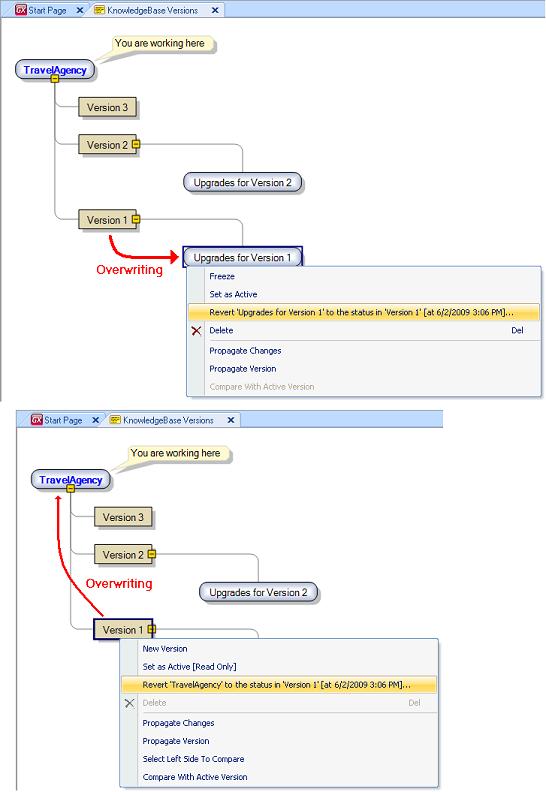 GX Start Page KnowledgeBase Versions
You are working here
TravelAgency
Version 3
Version 2
Upgrades for Version 2
Version 1
Overwriting
Upgrades for Version 1
Freeze
Set as Active
Revert 'Upgrades for Version 1' to the status in 'Version 1' [at 6/2/2009 3:06 PM]...
Delete Del
Propagate Changes
Propagate Version
Compare With Active Version
GX Start Page KnowledgeBase Versions
You are working here
TravelAgency
Version 3
Version 2
Overwriting
Upgrades for Version 2
Version 1
New Version
Set as Active [Read Only]
Revert 'TravelAgency' to the status in 'Version 1' [at 6/2/2009 3:06 PM]...
Delete Del
Propagate Changes
Propagate Version
Select Left Side To Compare
Compare With Active Version